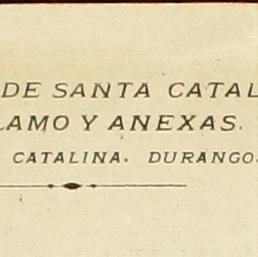 DE SANTA CATAL
LAMO Y ANEXAS.
CATALINA. DURANGO.